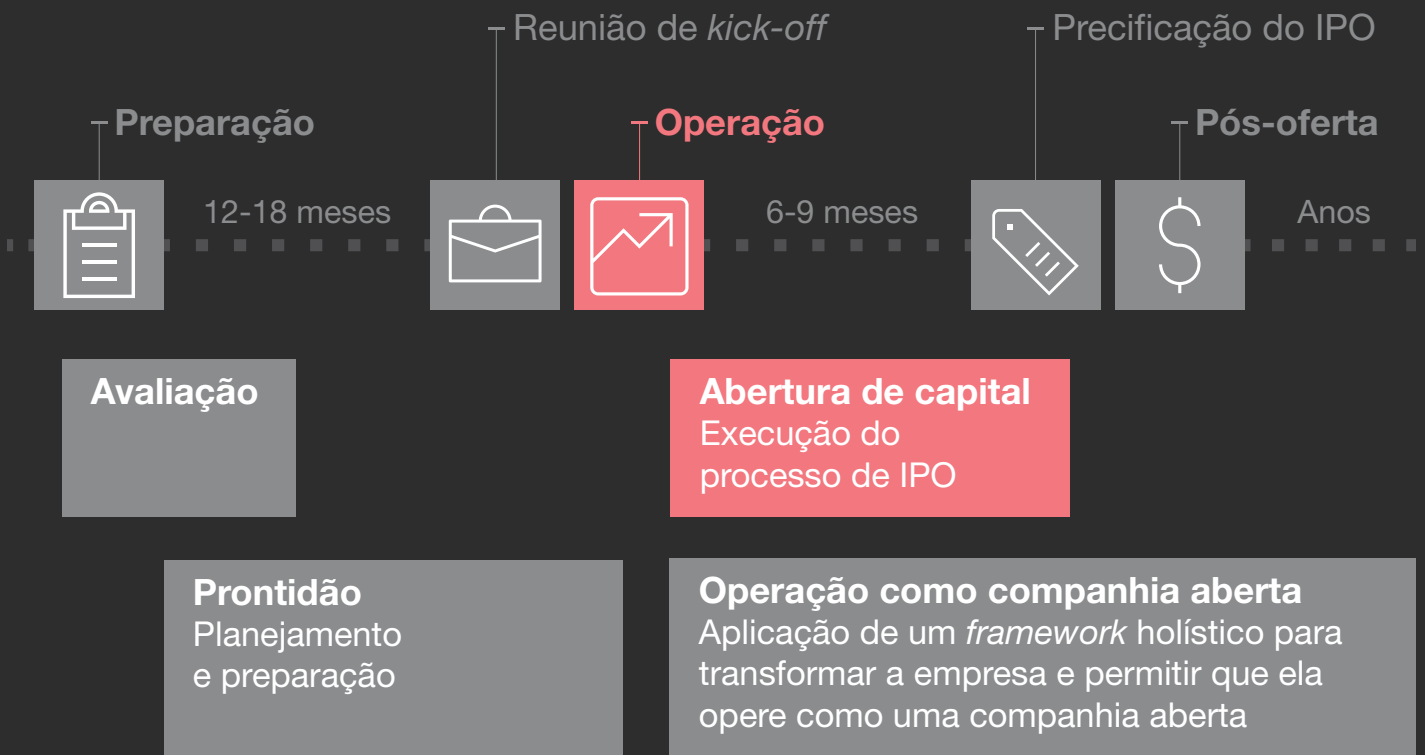 Reunião de kick-off
Precificação do IPO
Preparação
Operação
Pós-oferta
12-18 meses
6-9 meses
Anos
Avaliação
Abertura de capital
Execução do
processo de IPO
Prontidão
Planejamento
e preparação
Operação como companhia aberta
Aplicação de um framework holístico para
transformar a empresa e permitir que ela
opere como uma companhia aberta